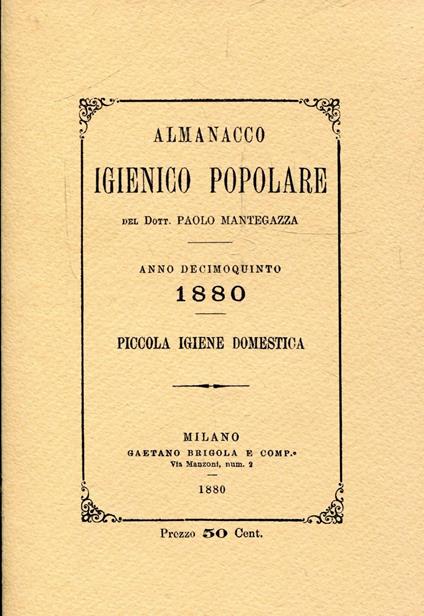 ALMANACCO
IGIENICO POPOLARE
DEL DOTT. PAOLO MANTEGAZZA
ANNO DECIMOQUINTO
1880
PICCOLA IGIENE DOMESTICA
MILANO
GAETANO BRIGOLA E COMP.º
Via Manzoni, num. 2
1880
Prezzo 50 Cent.